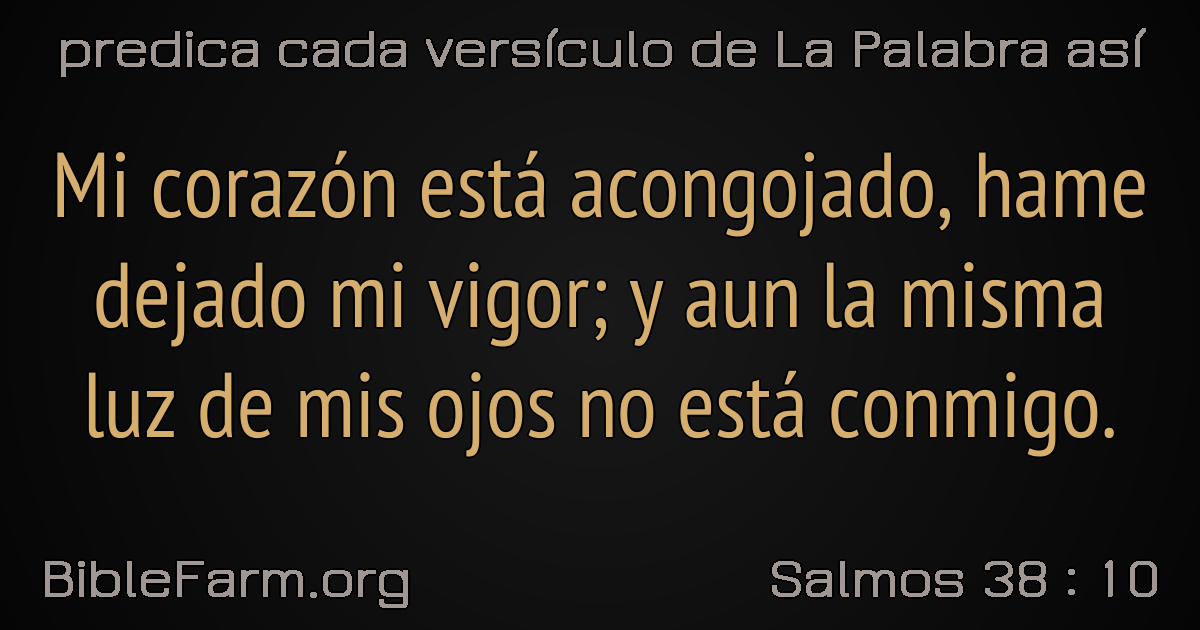 predica cada versículo de La Palabra así
Mi corazón está acongojado, hame
dejado mi vigor; y aun la misma
luz de mis ojos no está conmigo.
BibleFarm.org
Salmos 38 : 10